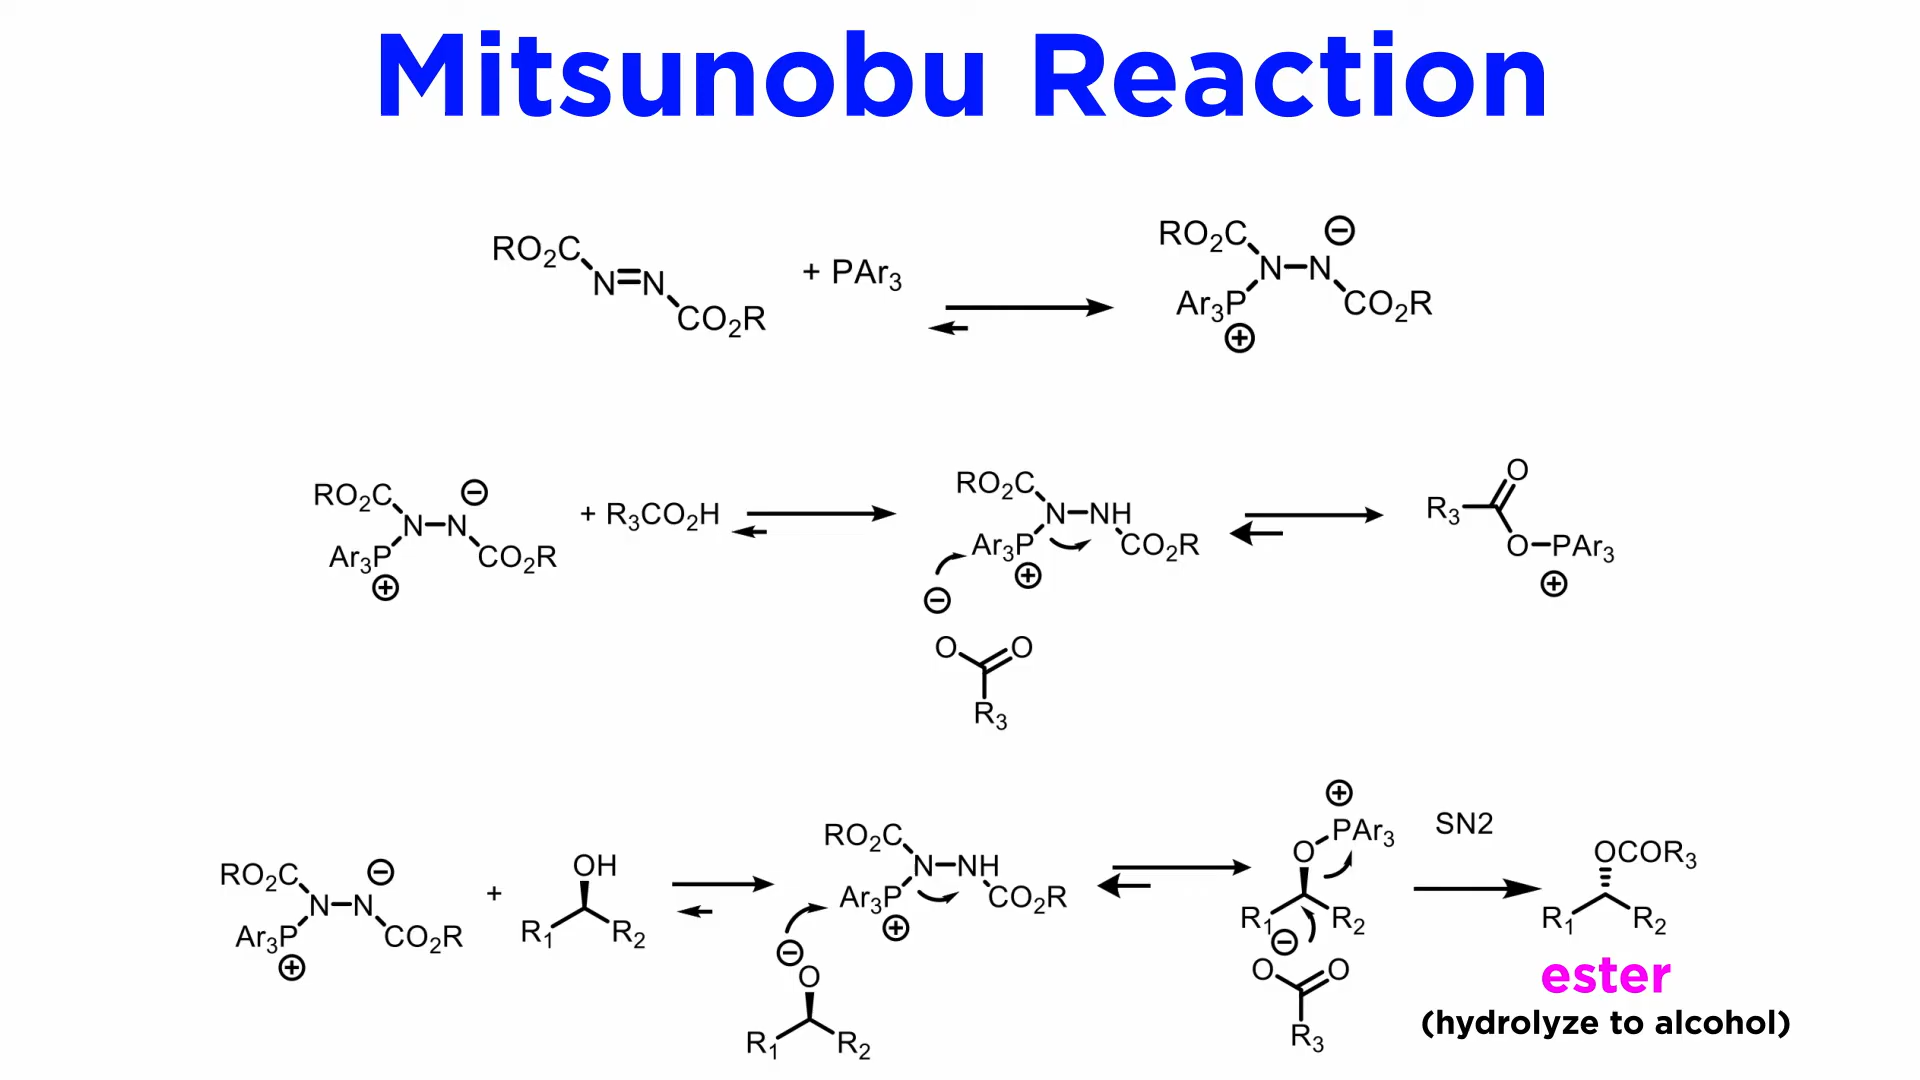 Mitsunobu Reaction
RO₂C
N=N
CO₂R
+ PAr₃
RO₂C ⊖
N–N
Ar₃P CO₂R
⊕
RO₂C ⊖
N–N
Ar₃P CO₂R
⊕
+ R₃CO₂H
RO₂C
N–NH
Ar₃P CO₂R
⊕
⊖
O O
R₃
O
R₃
O–PAr₃
⊕
RO₂C ⊖
N–N
Ar₃P CO₂R
⊕
+
OH
R₁ R₂
RO₂C
N–NH
Ar₃P CO₂R
⊕
⊖
O
R₁ R₂
⊕
PAr₃
O
R₁ R₂
⊖
O O
R₃
SN2
OCOR₃
R₁ R₂
ester
(hydrolyze to alcohol)